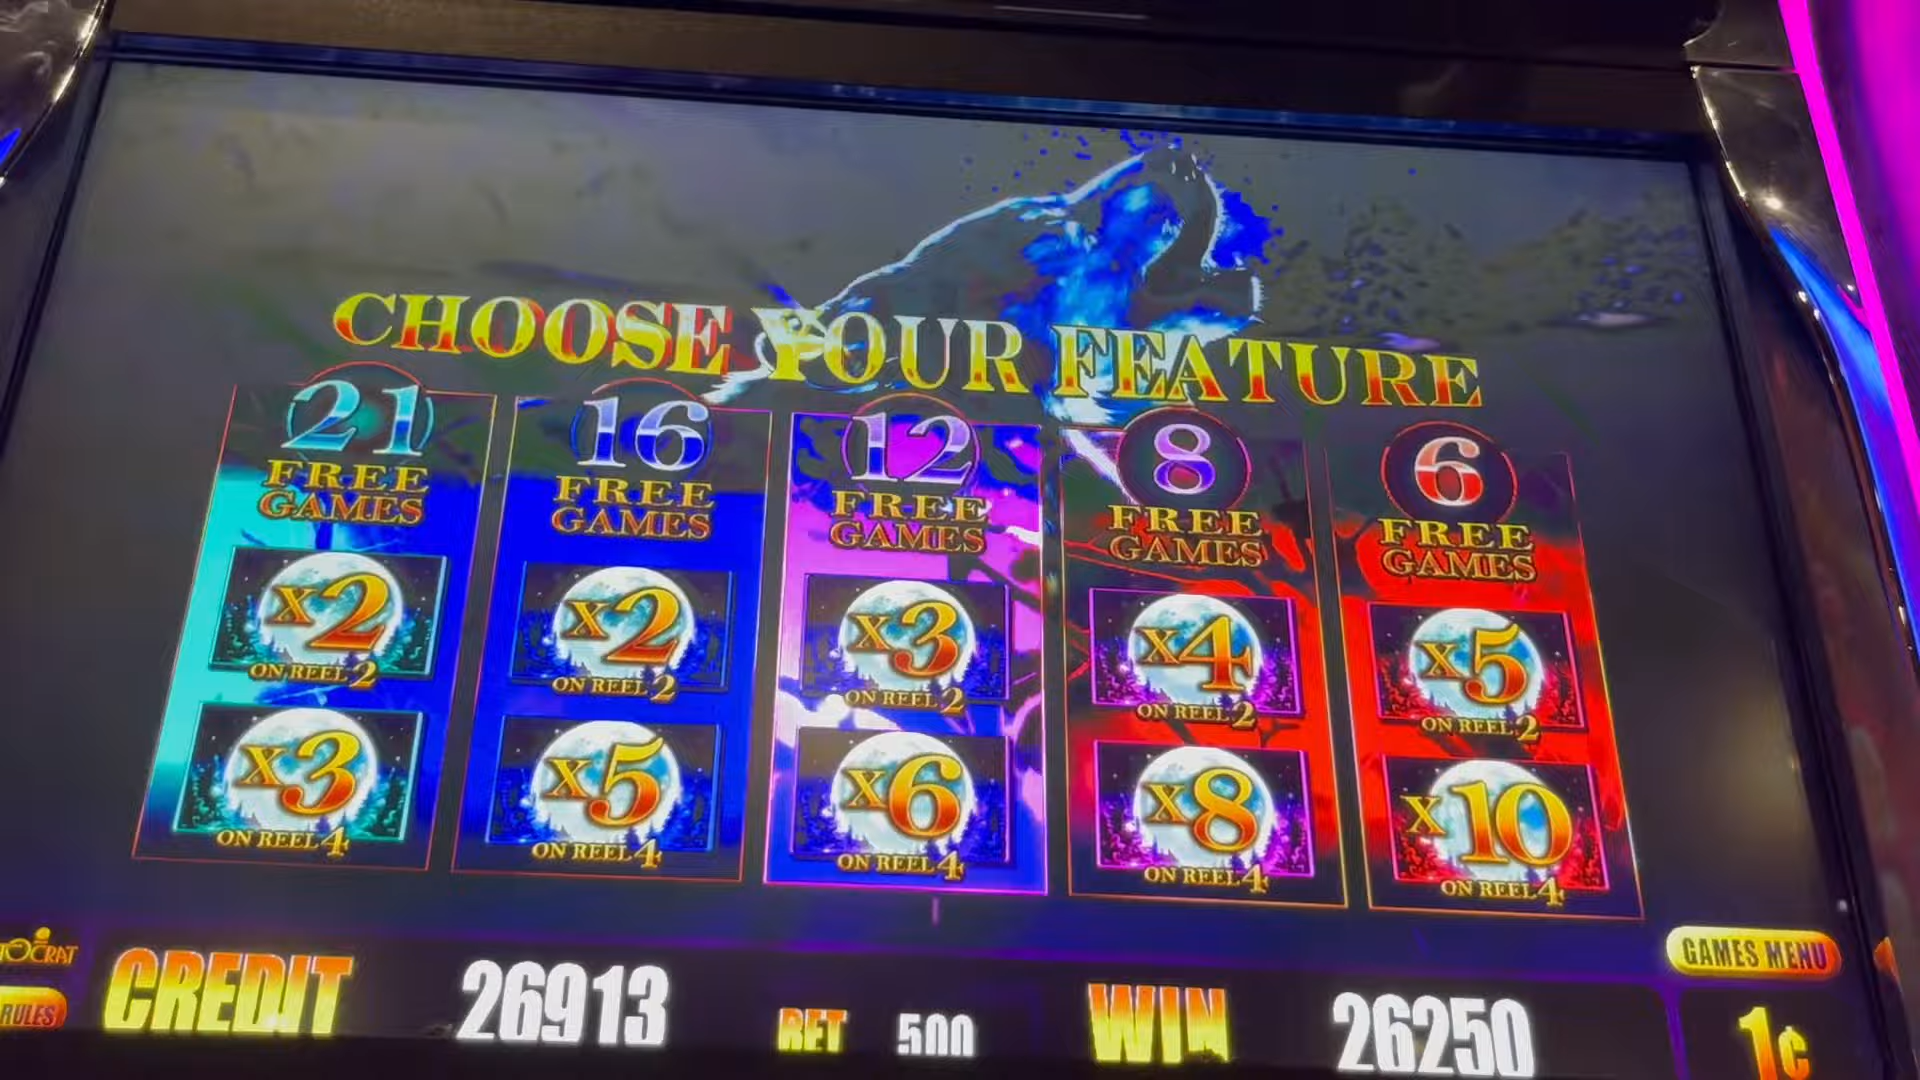 CHOOSE YOUR FEATURE
21
FREE
GAMES
X2
ON REEL 2
X3
ON REEL 4
16
FREE
GAMES
X2
ON REEL 2
X5
ON REEL 4
12
FREE
GAMES
X3
ON REEL 2
X6
ON REEL 4
8
FREE
GAMES
X4
ON REEL 2
X8
ON REEL 4
6
FREE
GAMES
X5
ON REEL 2
X10
ON REEL 4
TOCRAT
RULES
CREDIT 26913
BET 500
WIN 26250
GAMES MENU
1¢